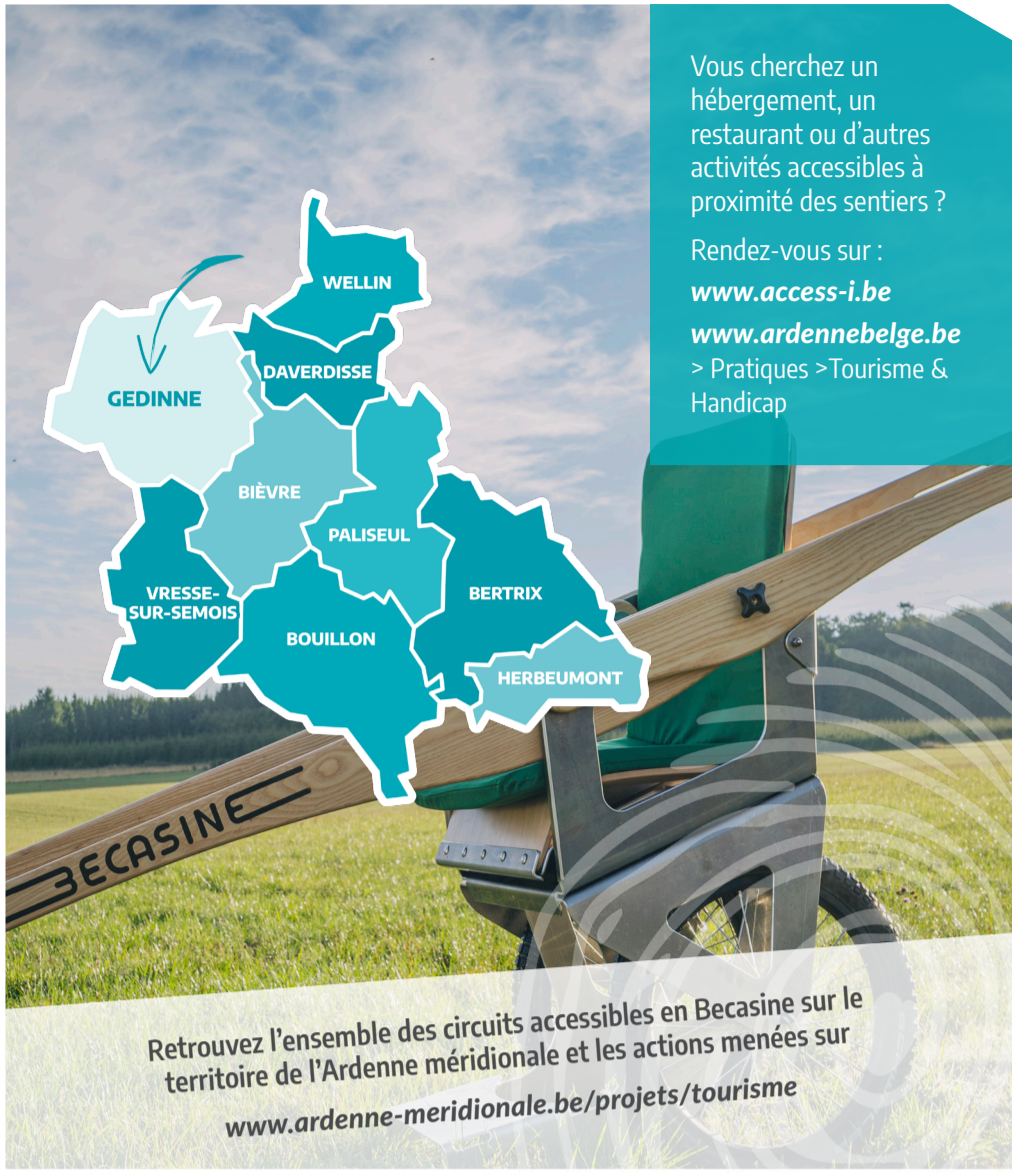 Vous cherchez un
hébergement, un
restaurant ou d'autres
activités accessibles à
proximité des sentiers ?
Rendez-vous sur :
www.access-i.be
www.ardennebelge.be
> Pratiques >Tourisme &
Handicap
WELLIN
DAVERDISSE
GEDINNE
BIÈVRE
PALISEUL
VRESSE-
SUR-SEMOIS
BERTRIX
BOUILLON
HERBEUMONT
BECASINE
Retrouvez l'ensemble des circuits accessibles en Becasine sur le
territoire de l'Ardenne méridionale et les actions menées sur
www.ardenne-meridionale.be/projets/tourisme